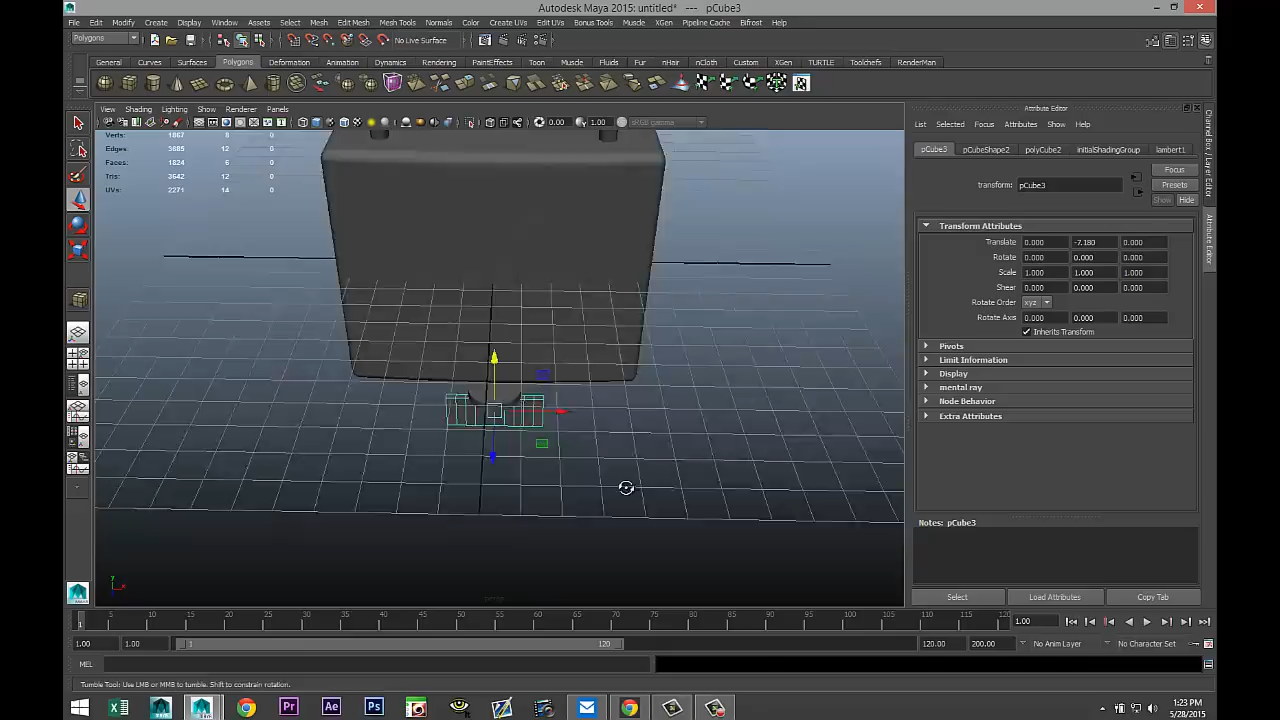 Autodesk Maya 2015: untitled* --- pCube3
File Edit Modify Create Display Window Assets Select Mesh Edit Mesh Mesh Tools Normals Color Create UVs Edit UVs Bonus Tools Muscle XGen Pipeline Cache Bifrost Help
Polygons
No Live Surface
General Curves Surfaces Polygons Deformation Animation Dynamics Rendering PaintEffects Toon Muscle Fluids Fur nHair nCloth Custom XGen TURTLE Toolchefs RenderMan
View Shading Lighting Show Renderer Panels
0.00 1.00 sRGB gamma
Verts: 1867 8 0
Edges: 3685 12 0
Faces: 1824 6 0
Tris: 3642 12 0
UVs: 2271 14 0
persp
Attribute Editor
List Selected Focus Attributes Show Help
pCube3 pCubeShape2 polyCube2 initialShadingGroup lambert1
transform: pCube3
Focus
Presets
Show Hide
Transform Attributes
Translate 0.000 -7.180 0.000
Rotate 0.000 0.000 0.000
Scale 1.000 1.000 1.000
Shear 0.000 0.000 0.000
Rotate Order xyz
Rotate Axis 0.000 0.000 0.000
Inherits Transform
Pivots
Limit Information
Display
mental ray
Node Behavior
Extra Attributes
Notes: pCube3
Select Load Attributes Copy Tab
Channel Box / Layer Editor
Attribute Editor
1 5 10 15 20 25 30 35 40 45 50 55 60 65 70 75 80 85 90 95 100 105 110 115 120
1.00
1.00 1.00 1 120 120.00 200.00 No Anim Layer No Character Set
MEL
Tumble Tool: Use LMB or MMB to tumble. Shift to constrain rotation.
1:23 PM
5/28/2015